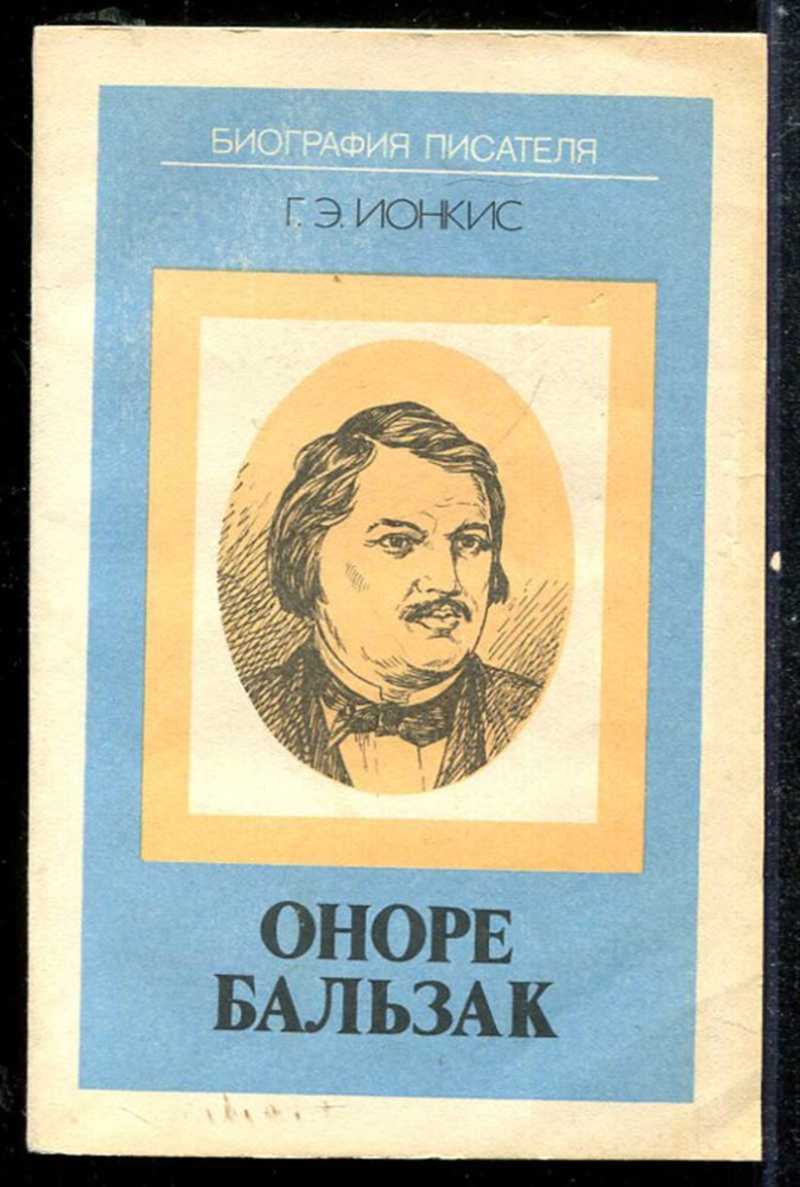 БИОГРАФИЯ ПИСАТЕЛЯ
Г. Э. ИОНКИС
ОНОРЕ
БАЛЬЗАК